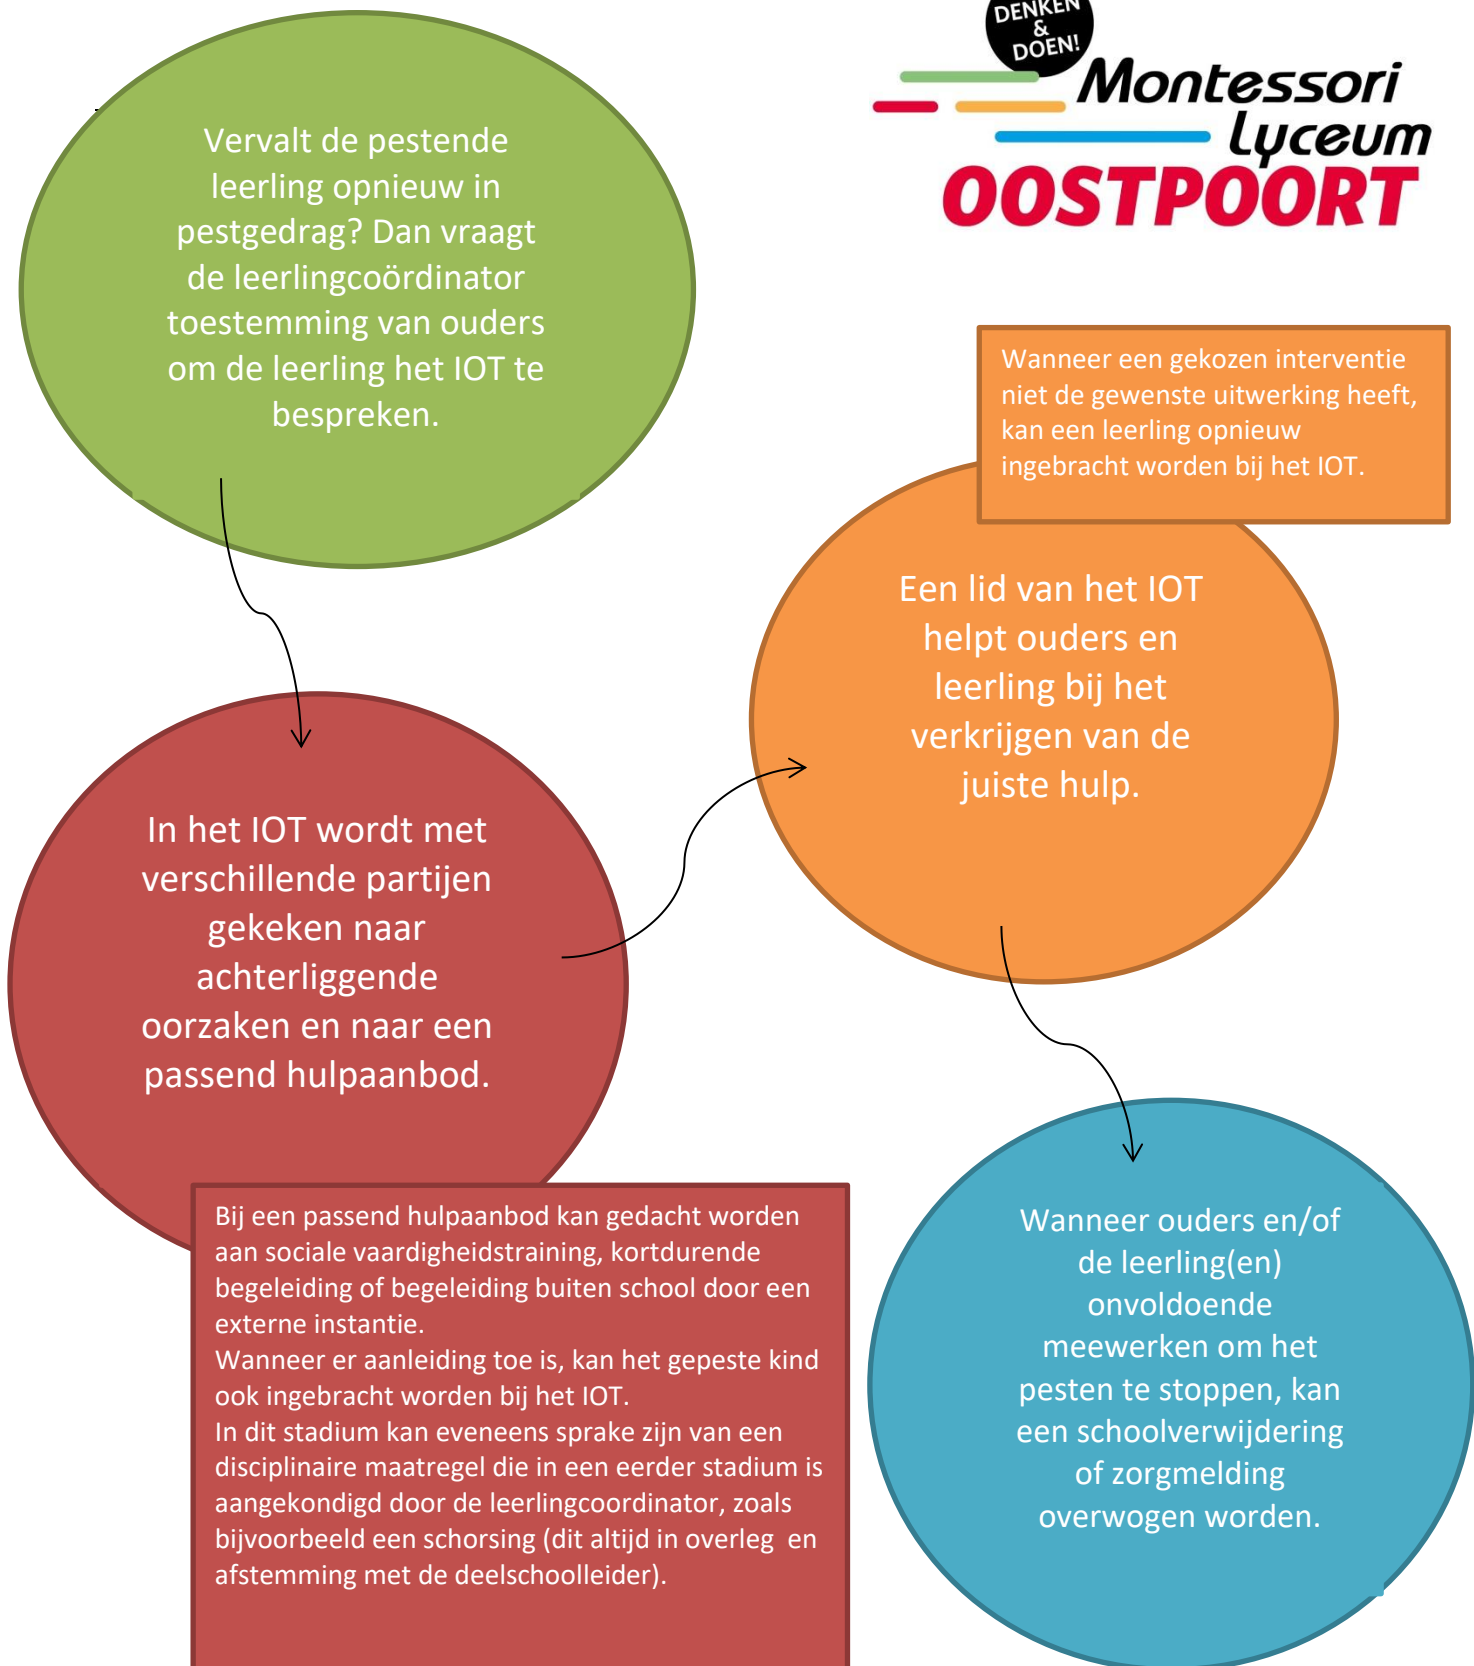 DENKEN
&
DOEN!
Montessori
Lyceum
OOSTPOORT
Vervalt de pestende
leerling opnieuw in
pestgedrag? Dan vraagt
de leerlingcoördinator
toestemming van ouders
om de leerling het IOT te
bespreken.
In het IOT wordt met
verschillende partijen
gekeken naar
achterliggende
oorzaken en naar een
passend hulpaanbod.
Bij een passend hulpaanbod kan gedacht worden
aan sociale vaardigheidstraining, kortdurende
begeleiding of begeleiding buiten school door een
externe instantie.
Wanneer er aanleiding toe is, kan het gepeste kind
ook ingebracht worden bij het IOT.
In dit stadium kan eveneens sprake zijn van een
disciplinaire maatregel die in een eerder stadium is
aangekondigd door de leerlingcoordinator, zoals
bijvoorbeeld een schorsing (dit altijd in overleg  en
afstemming met de deelschoolleider).
Wanneer een gekozen interventie
niet de gewenste uitwerking heeft,
kan een leerling opnieuw
ingebracht worden bij het IOT.
Een lid van het IOT
helpt ouders en
leerling bij het
verkrijgen van de
juiste hulp.
Wanneer ouders en/of
de leerling(en)
onvoldoende
meewerken om het
pesten te stoppen, kan
een schoolverwijdering
of zorgmelding
overwogen worden.